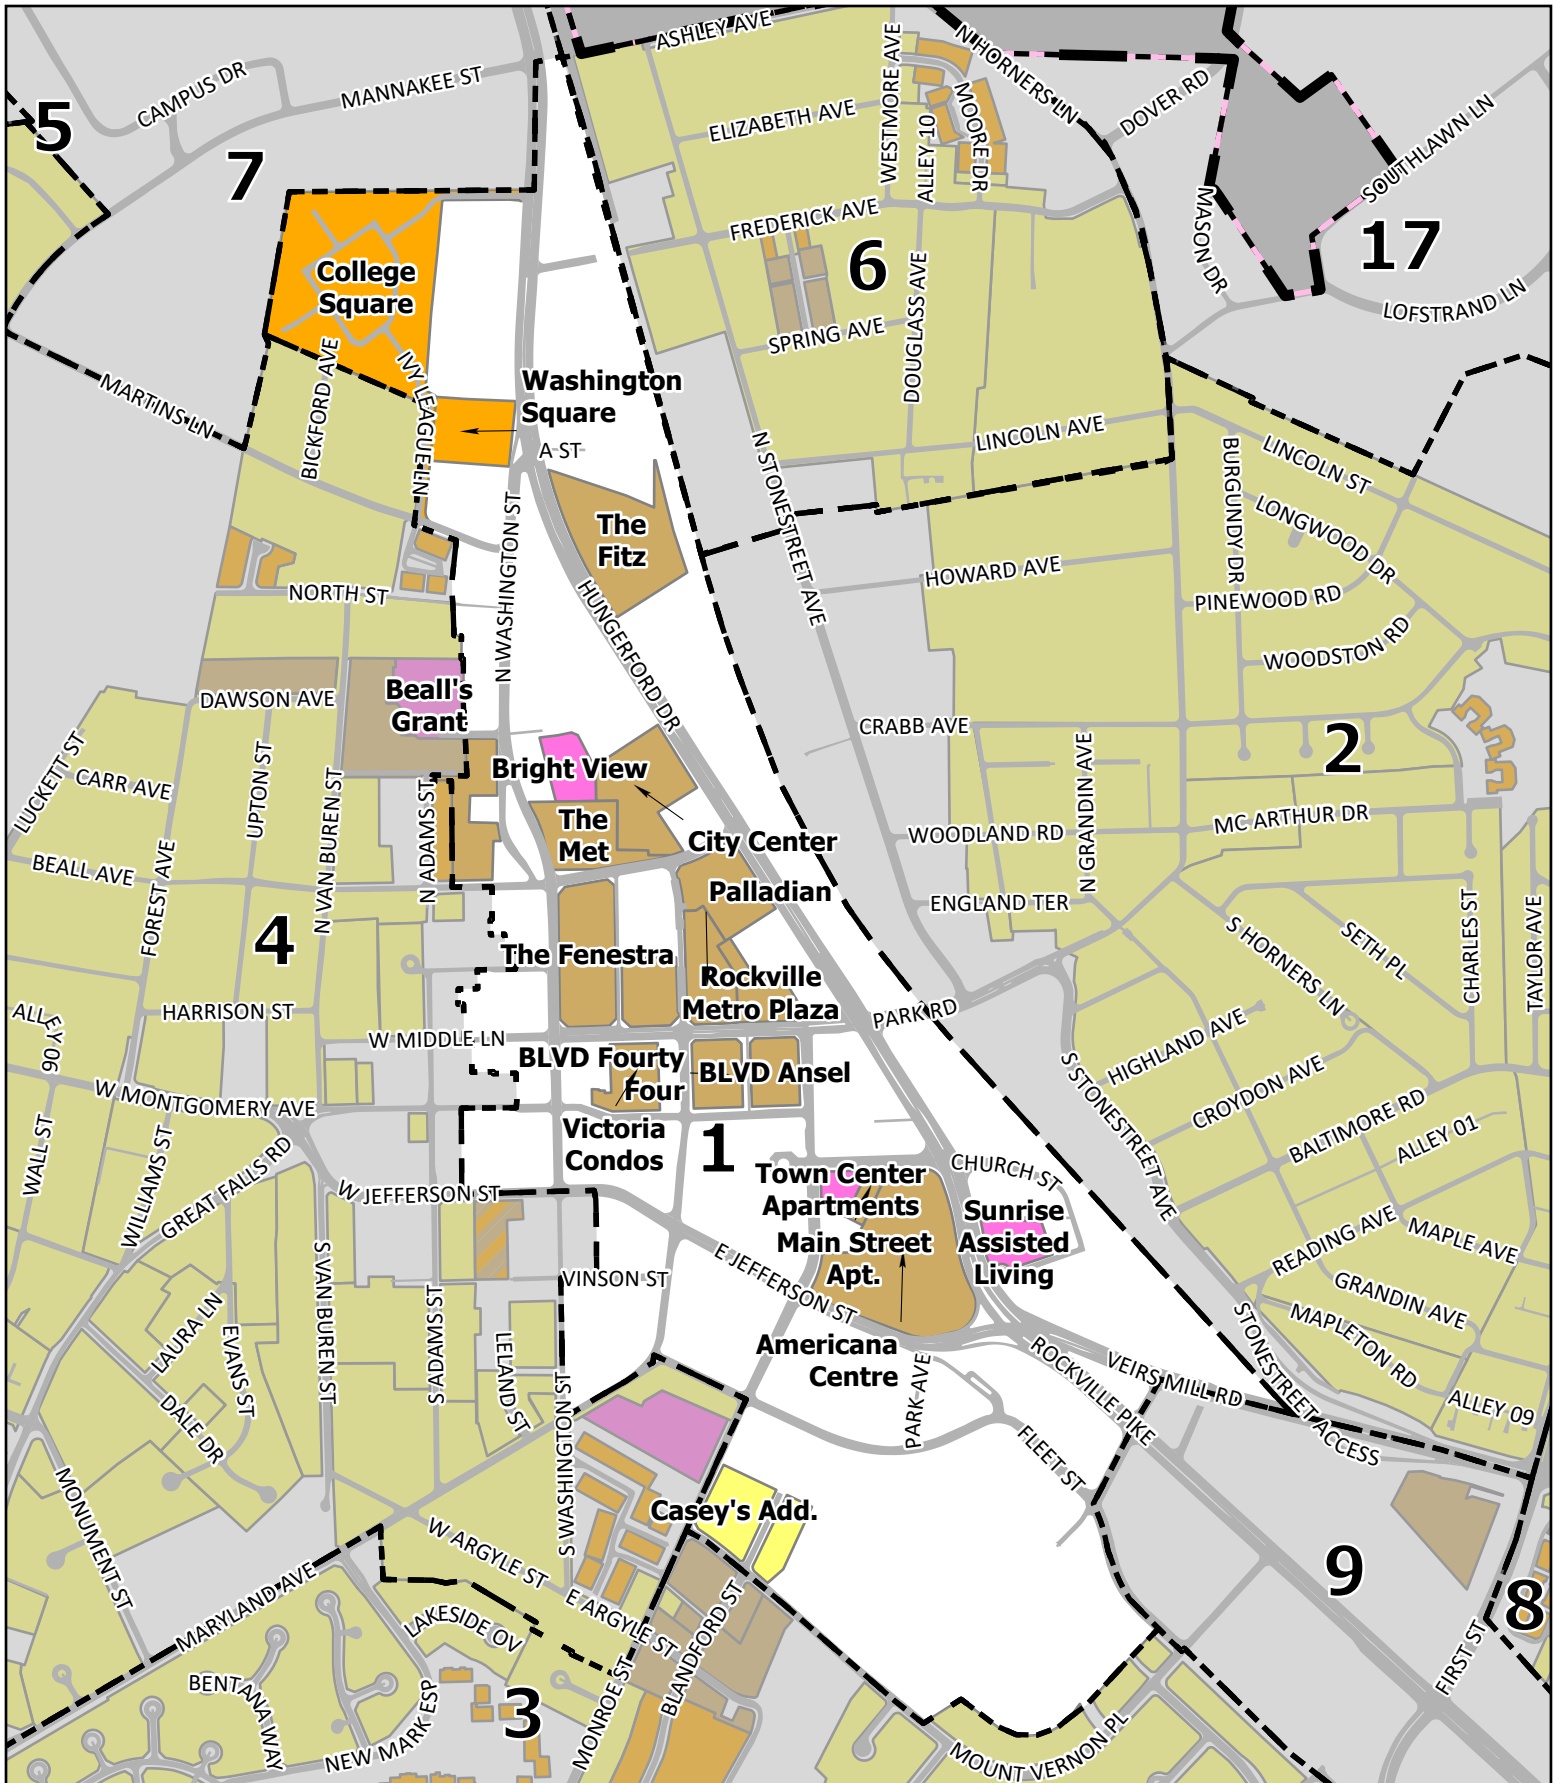 ASHLEY AVE
N HORNERS LN
CAMPUS DR
MANNAKEE ST
5
7
ELIZABETH AVE
WESTMORE AVE
ALLEY 10
MOORE DR
DOVER RD
SOUTHLAWN LN
MASON DR
17
LOFSTRAND LN
FREDERICK AVE
6
DOUGLASS AVE
SPRING AVE
College
Square
MARTINS LN
BICKFORD AVE
IVY LEAGUE LN
Washington
Square
A ST
N STONESTREET AVE
LINCOLN AVE
BURGUNDY DR
LINCOLN ST
LONGWOOD DR
The
Fitz
N WASHINGTON ST
HUNGERFORD DR
NORTH ST
HOWARD AVE
PINEWOOD RD
WOODSTON RD
DAWSON AVE
Beall's
Grant
CRABB AVE
2
LUCKETT ST
CARR AVE
UPTON ST
N VAN BUREN ST
N ADAMS ST
Bright View
The
Met
City Center
N GRANDIN AVE
WOODLAND RD
MC ARTHUR DR
BEALL AVE
FOREST AVE
Palladian
ENGLAND TER
4
The Fenestra
Rockville
Metro Plaza
S HORNERS LN
SETH PL
CHARLES ST
TAYLOR AVE
ALLEY 06
HARRISON ST
W MIDDLE LN
PARK RD
HIGHLAND AVE
BLVD Fourty
Four
BLVD Ansel
S STONESTREET AVE
CROYDON AVE
W MONTGOMERY AVE
BALTIMORE RD
ALLEY 01
WALL ST
WILLIAMS ST
GREAT FALLS RD
Victoria
Condos
1
W JEFFERSON ST
Town Center
Apartments
CHURCH ST
Sunrise
Assisted
Living
Main Street
Apt.
READING AVE
MAPLE AVE
VINSON ST
E JEFFERSON ST
GRANDIN AVE
S VAN BUREN ST
S ADAMS ST
LAURA LN
EVANS ST
LELAND ST
Americana
Centre
PARK AVE
ROCKVILLE PIKE
VEIRS MILL RD
MAPLETON RD
STONESTREET ACCESS
ALLEY 09
DALE DR
S WASHINGTON ST
FLEET ST
MONUMENT ST
Casey's Add.
W ARGYLE ST
E ARGYLE ST
9
8
MARYLAND AVE
LAKESIDE OV
BLANDFORD ST
FIRST ST
BENTANA WAY
NEW MARK ESP
3
MONROE ST
MOUNT VERNON PL